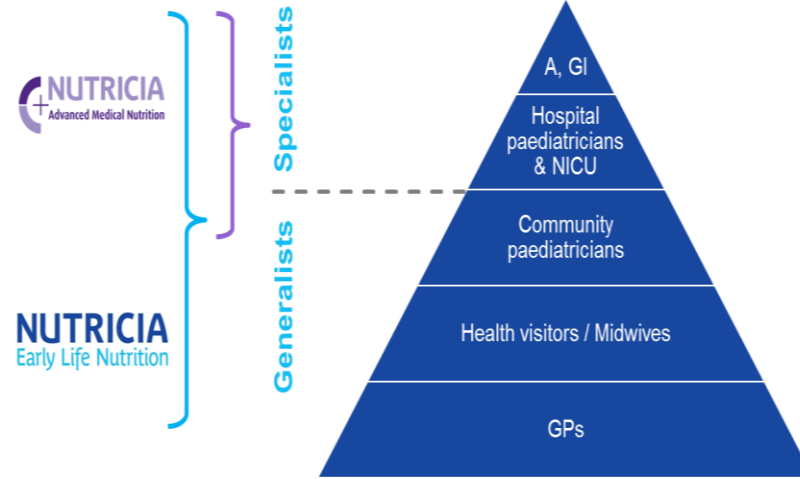 NUTRICIA
Advanced Medical Nutrition
NUTRICIA
Early Life Nutrition
Specialists
Generalists
A, GI
Hospital
paediatricians
& NICU
Community
paediatricians
Health visitors / Midwives
GPs